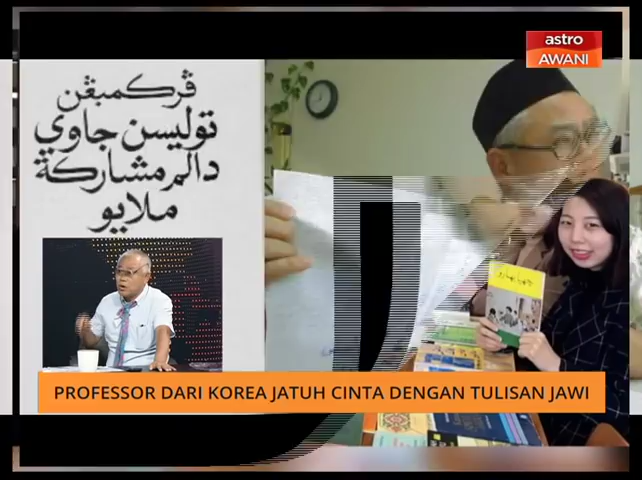 astro
AWANI
ڤركمبڠن
توليسن جاوي
دالم مشاركة
ملايو
PROFESSOR DARI KOREA JATUH CINTA DENGAN TULISAN JAWI